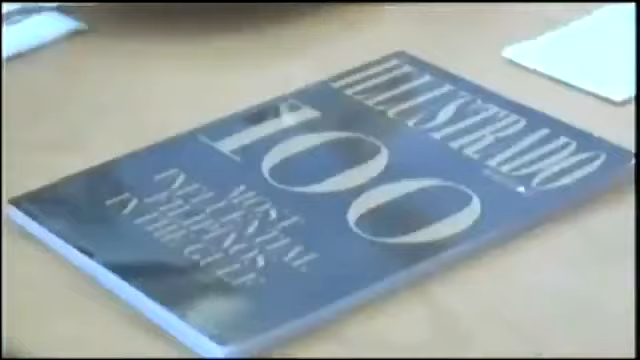 ILLUSTRADO
100
MOST
INFLUENTIAL
FILIPINOS
IN THE GULF